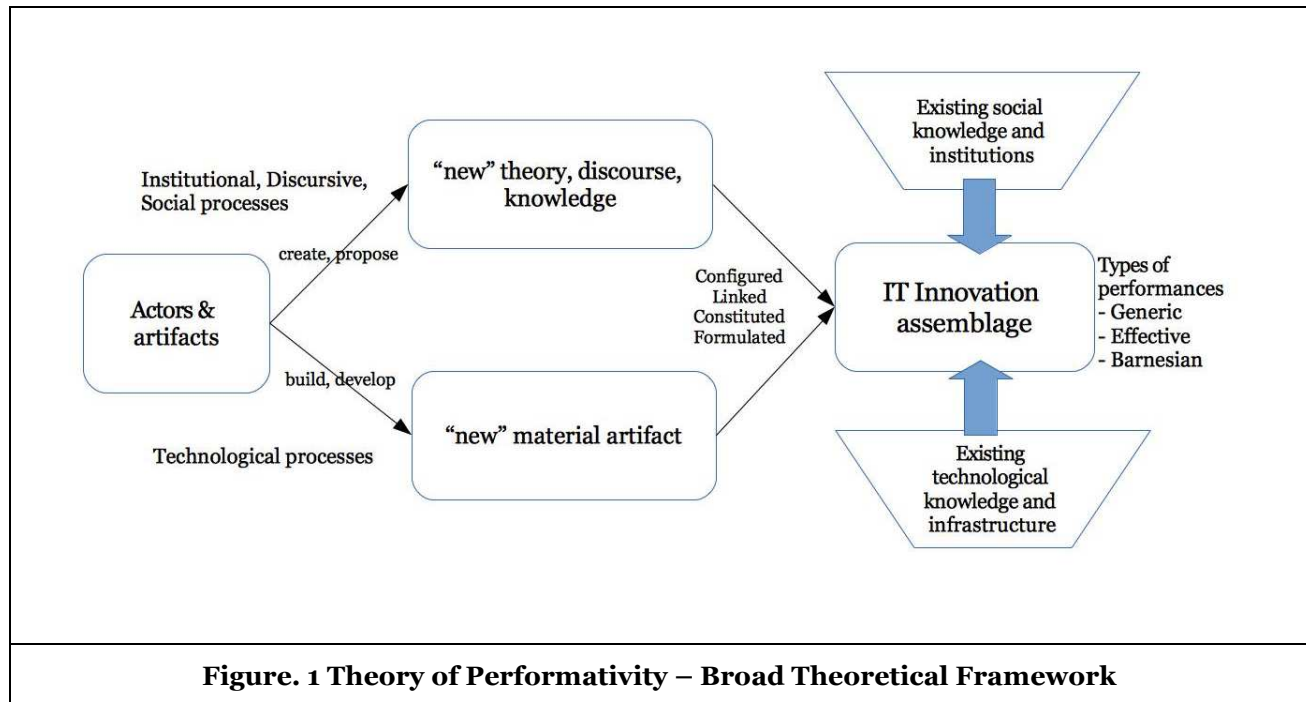 Institutional, Discursive,
Social processes
create, propose
Actors &
artifacts
build, develop
Technological processes
“new” theory, discourse,
knowledge
“new” material artifact
Configured
Linked
Constituted
Formulated
Existing social
knowledge and
institutions
IT Innovation
assemblage
Types of
performances
- Generic
- Effective
- Barnesian
Existing
technological
knowledge and
infrastructure
Figure. 1 Theory of Performativity – Broad Theoretical Framework